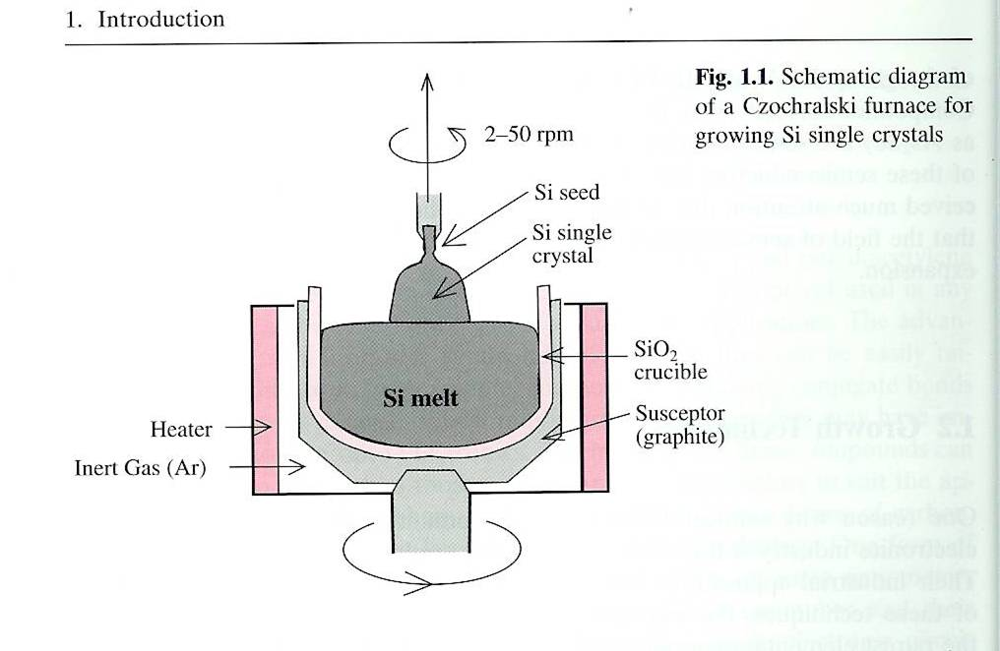 1. Introduction
Fig. 1.1. Schematic diagram
of a Czochralski furnace for
growing Si single crystals
2–50 rpm
Si seed
Si single
crystal
SiO₂
crucible
Si melt
Susceptor
(graphite)
Heater
Inert Gas (Ar)